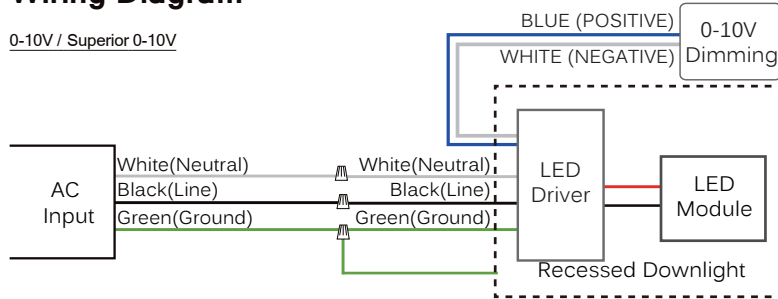 Wiring Diagram
0-10V / Superior 0-10V
BLUE (POSITIVE)
WHITE (NEGATIVE)
0-10V
Dimming
White(Neutral)
White(Neutral)
Black(Line)
Black(Line)
Green(Ground)
Green(Ground)
AC
Input
LED
Driver
LED
Module
Recessed Downlight